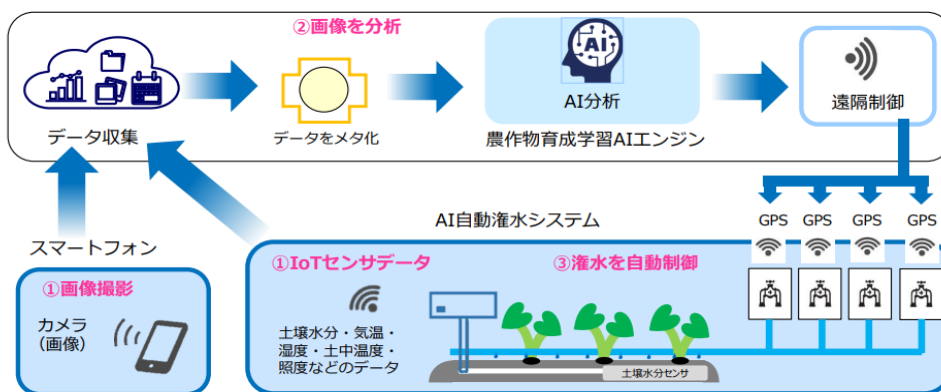 ②画像を分析
AI
AI分析
遠隔制御
データ収集
データをメタ化
農作物育成学習AIエンジン
AI自動潅水システム
GPS
GPS
GPS
GPS
スマートフォン
①画像撮影
カメラ
(画像)
①IoTセンサデータ
土壌水分・気温・
湿度・土中温度・
照度などのデータ
③潅水を自動制御
土壌水分センサ